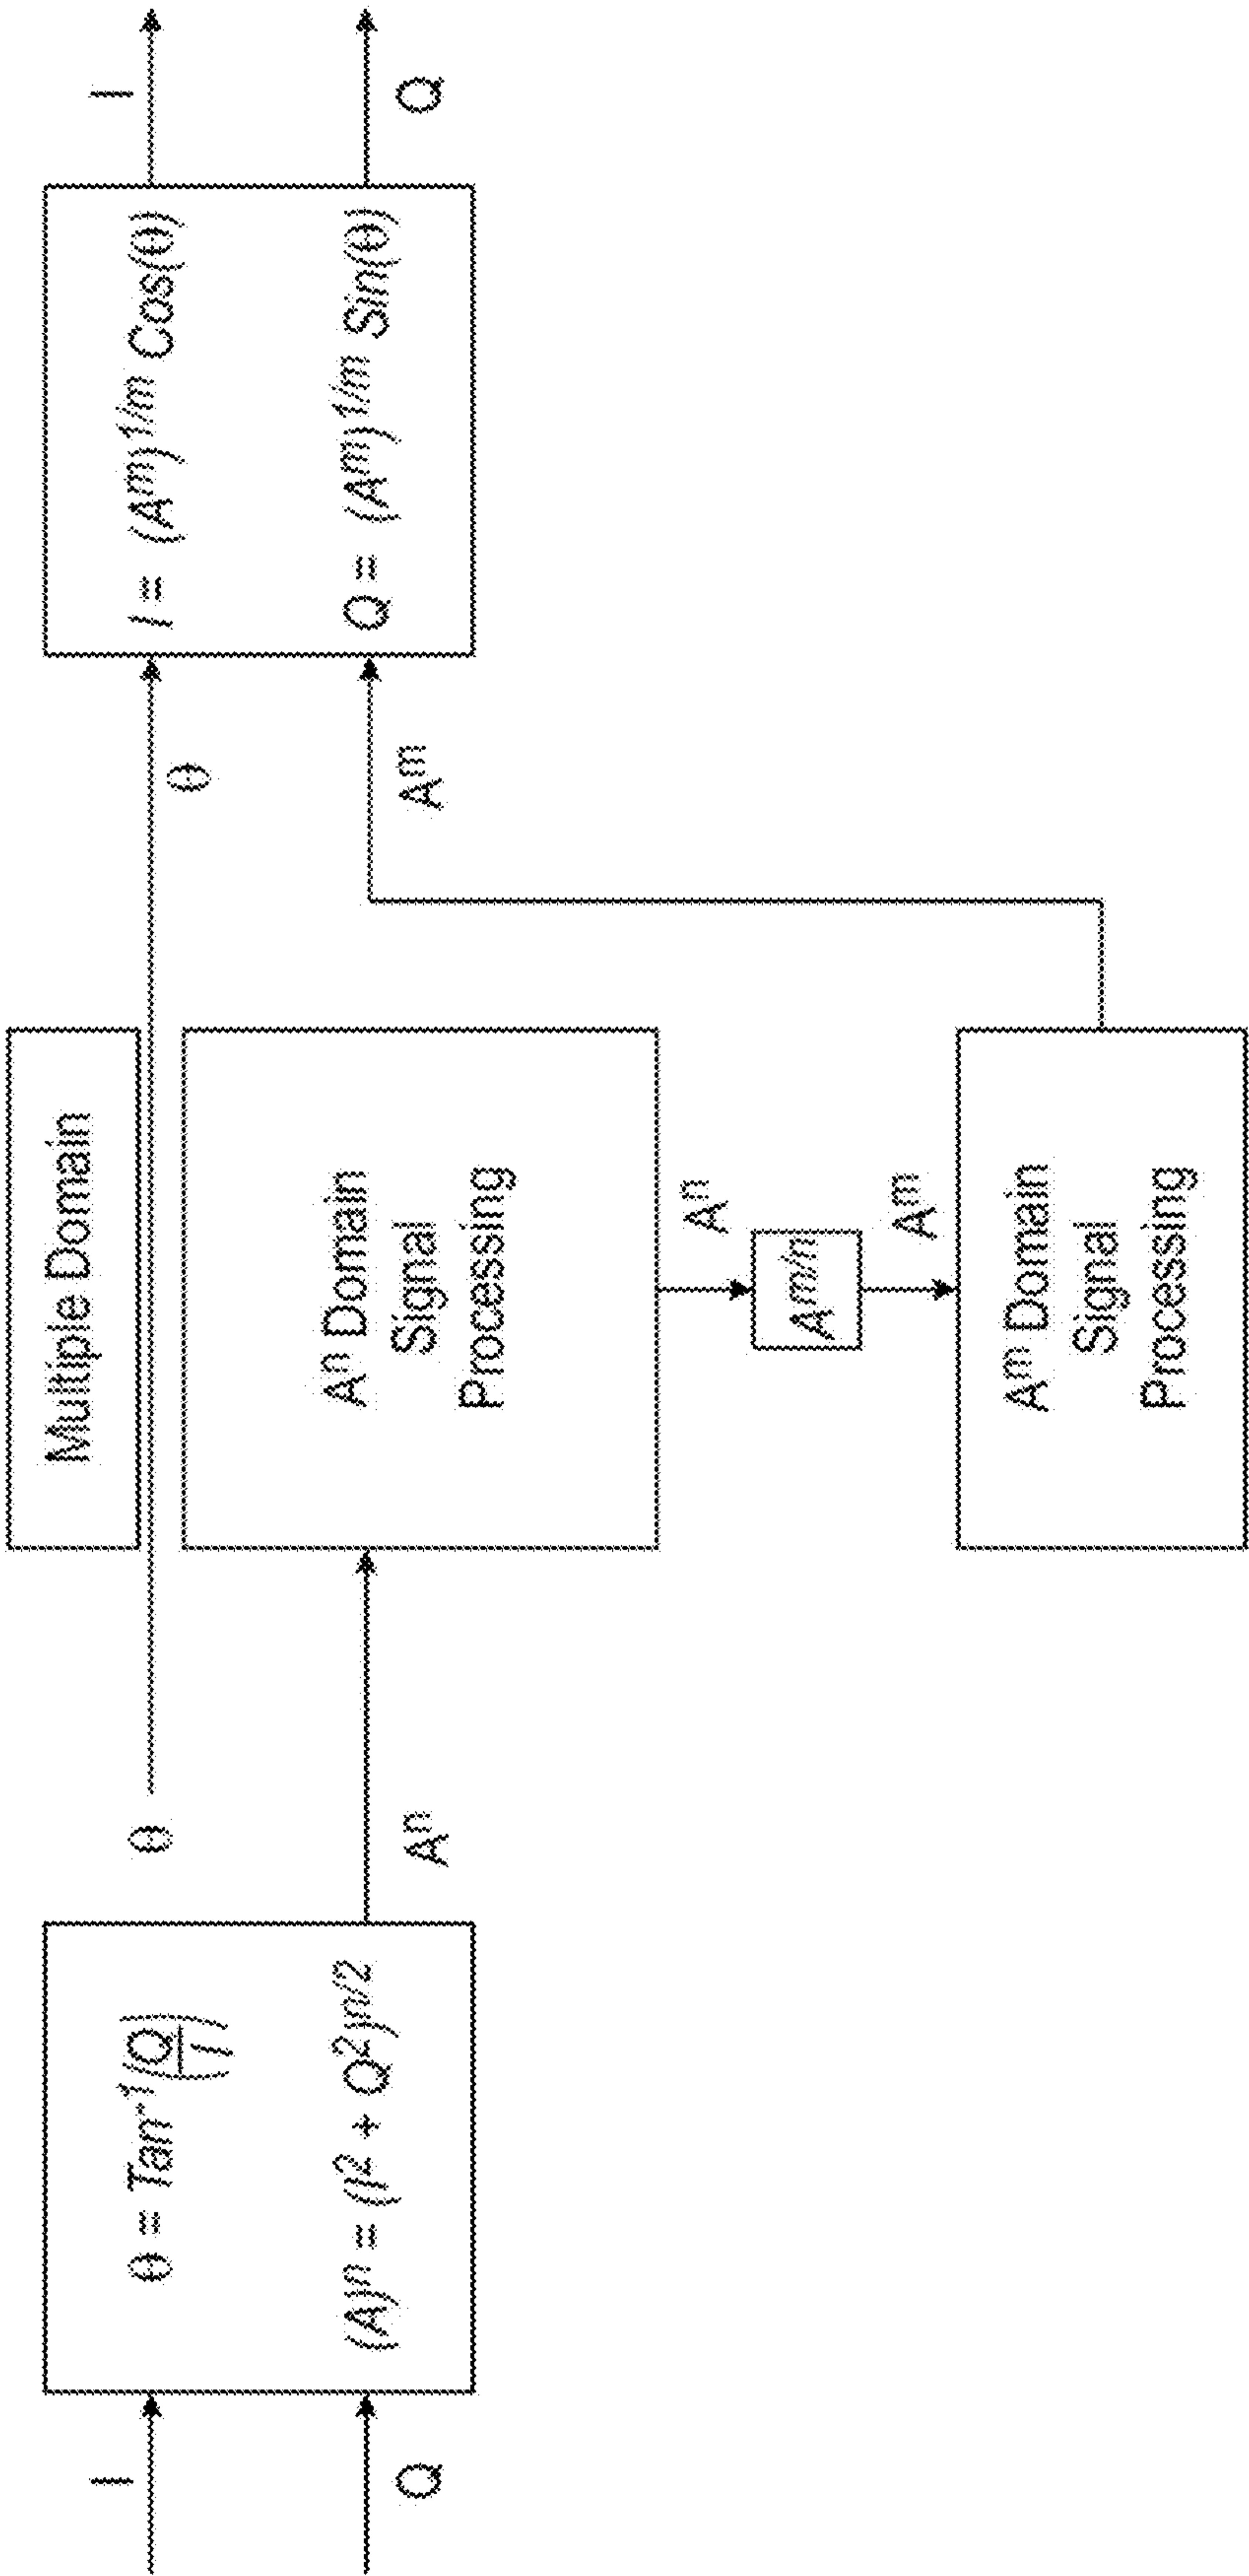 I
Q
θ = Tan⁻¹(Q/I)
(A)ⁿ = (I² + Q²)ⁿ/²
θ
Aⁿ
Multiple Domain
Aⁿ Domain
Signal
Processing
Aⁿ
Aᵐ/ⁿ
Aᵐ
Aᵐ Domain
Signal
Processing
θ
Aᵐ
I = (Aᵐ)¹/ᵐ Cos(θ)
Q = (Aᵐ)¹/ᵐ Sin(θ)
I
Q